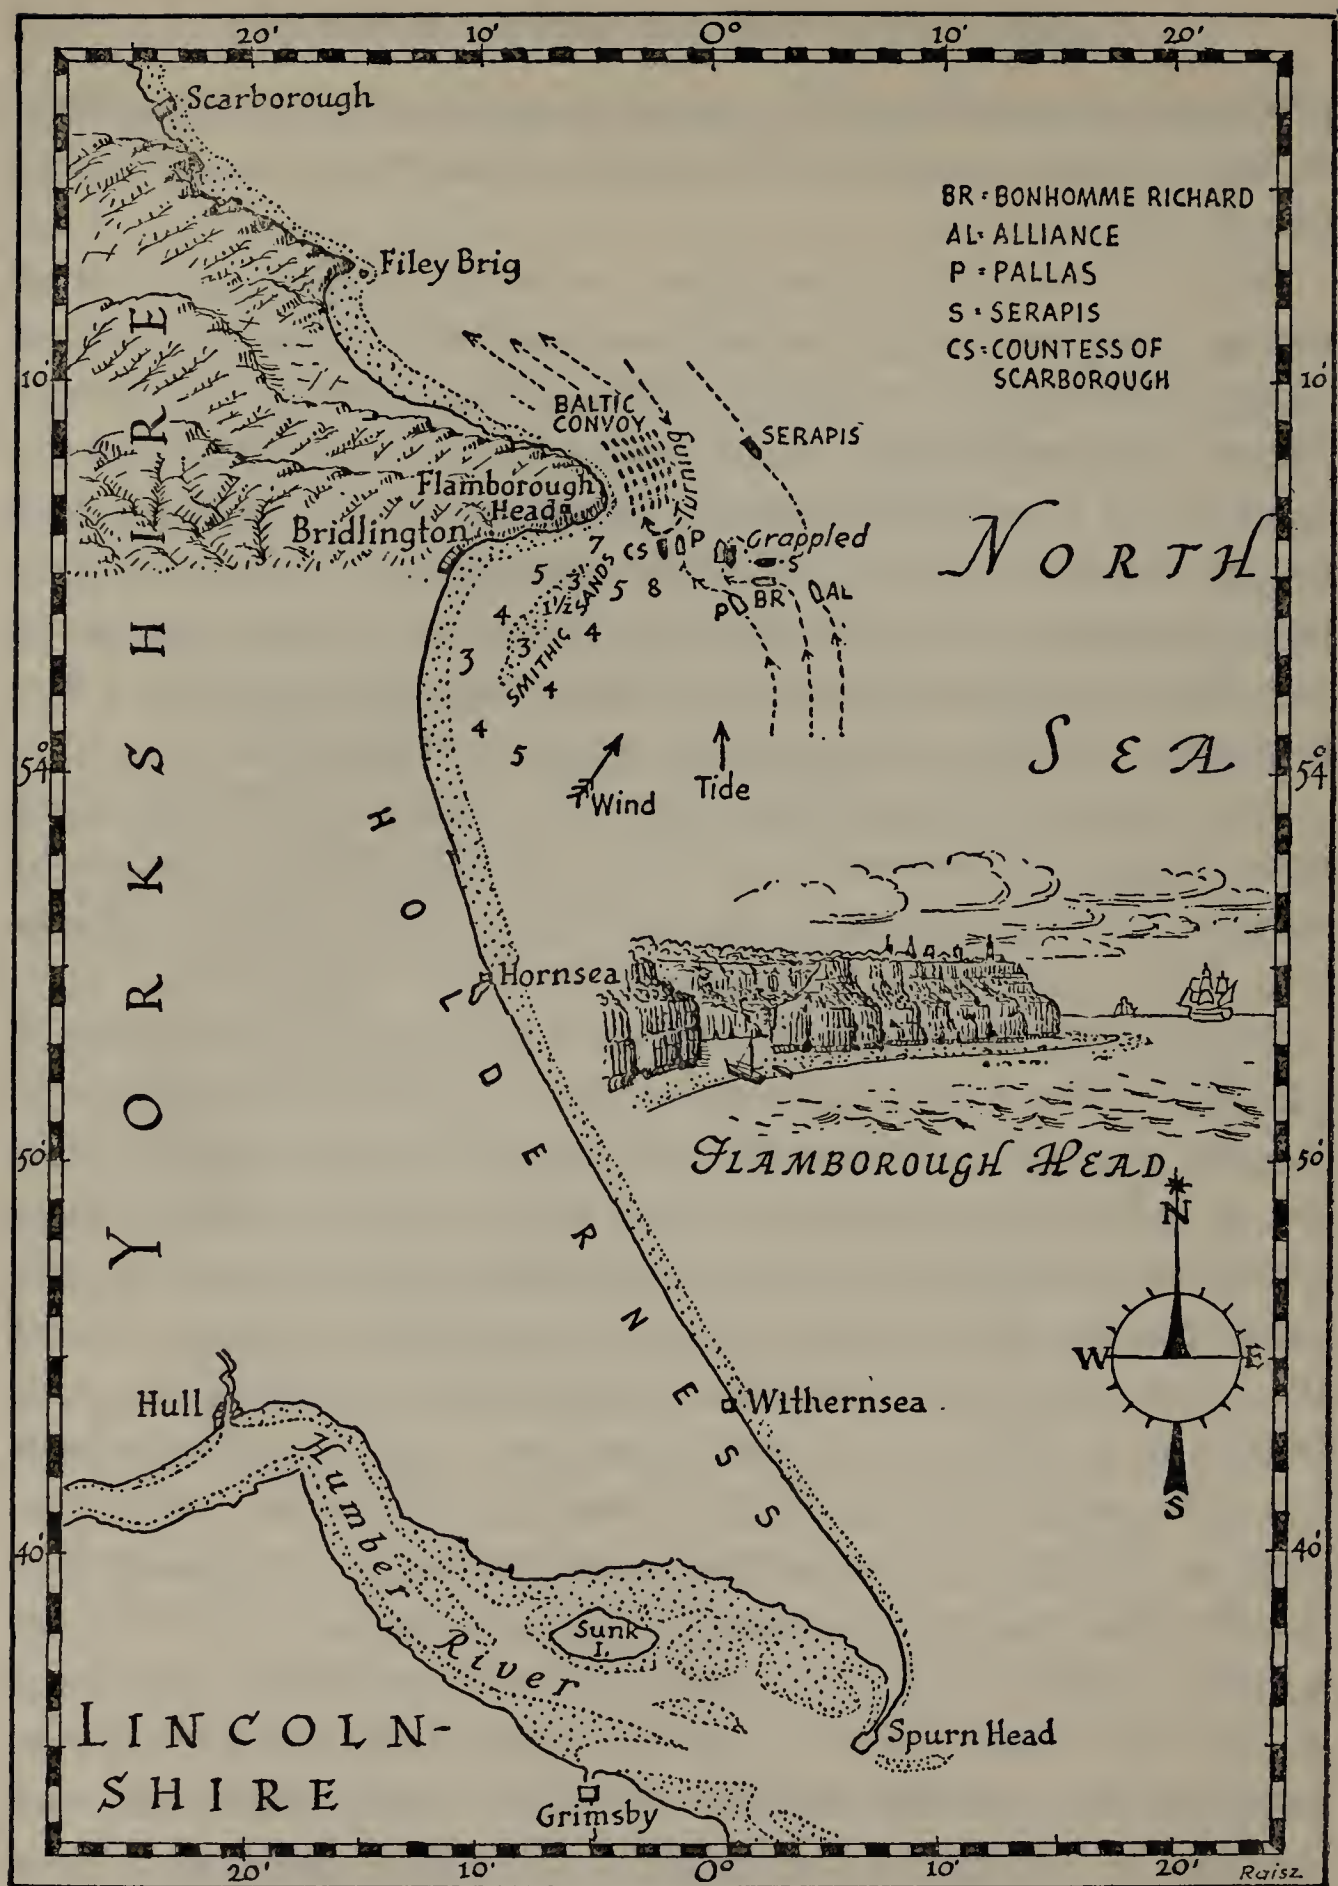 20' 10' 0° 10' 20'
Scarborough
BR = BONHOMME RICHARD
AL = ALLIANCE
P = PALLAS
S = SERAPIS
CS = COUNTESS OF
SCARBOROUGH
Filey Brig
10' 10'
BALTIC
CONVOY
Turning
SERAPIS
Flamborough
Head
Bridlington
CS P Grappled
S
BR
P
AL
7
5 3 5 8
4 1½ 4
3 3
4
4
5
SMITHIC SANDS
NORTH
SEA
54° 54°
Wind
Tide
YORKSHIRE
HOLDERNESS
Hornsea
FLAMBOROUGH HEAD
50' 50'
N
W E
S
Hull
Withernsea
Humber
River
40' 40'
Sunk
I.
LINCOLN-
SHIRE
Spurn Head
Grimsby
20' 10' 0° 10' 20'
Raisz